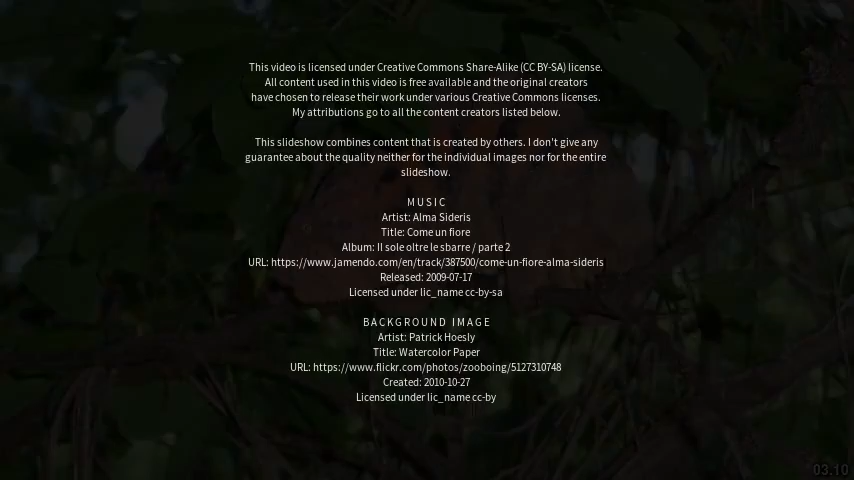 This video is licensed under Creative Commons Share-Alike (CC BY-SA) license.
All content used in this video is free available and the original creators
have chosen to release their work under various Creative Commons licenses.
My attributions go to all the content creators listed below.
This slideshow combines content that is created by others. I don't give any
guarantee about the quality neither for the individual images nor for the entire
slideshow.
MUSIC
Artist: Alma Sideris
Title: Come un fiore
Album: Il sole oltre le sbarre / parte 2
URL: https://www.jamendo.com/en/track/387500/come-un-fiore-alma-sideris
Released: 2009-07-17
Licensed under lic_name cc-by-sa
BACKGROUND IMAGE
Artist: Patrick Hoesly
Title: Watercolor Paper
URL: https://www.flickr.com/photos/zooboing/5127310748
Created: 2010-10-27
Licensed under lic_name cc-by
03.10